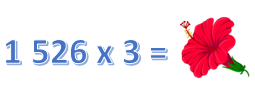 1 526 x 3 =